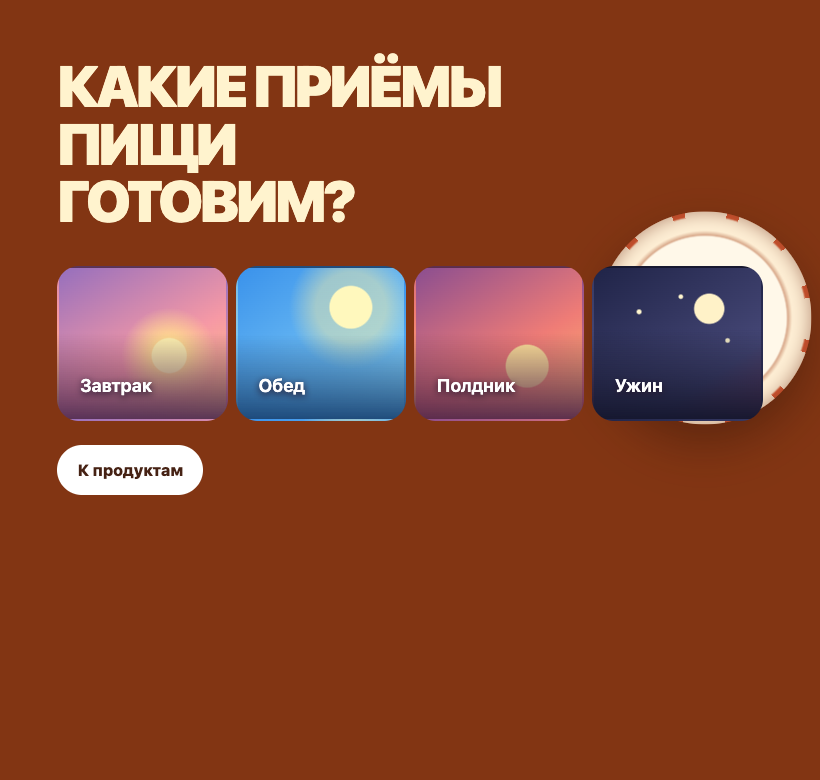 КАКИЕ ПРИЁМЫ
ПИЩИ
ГОТОВИМ?
Завтрак
Обед
Полдник
Ужин
К продуктам